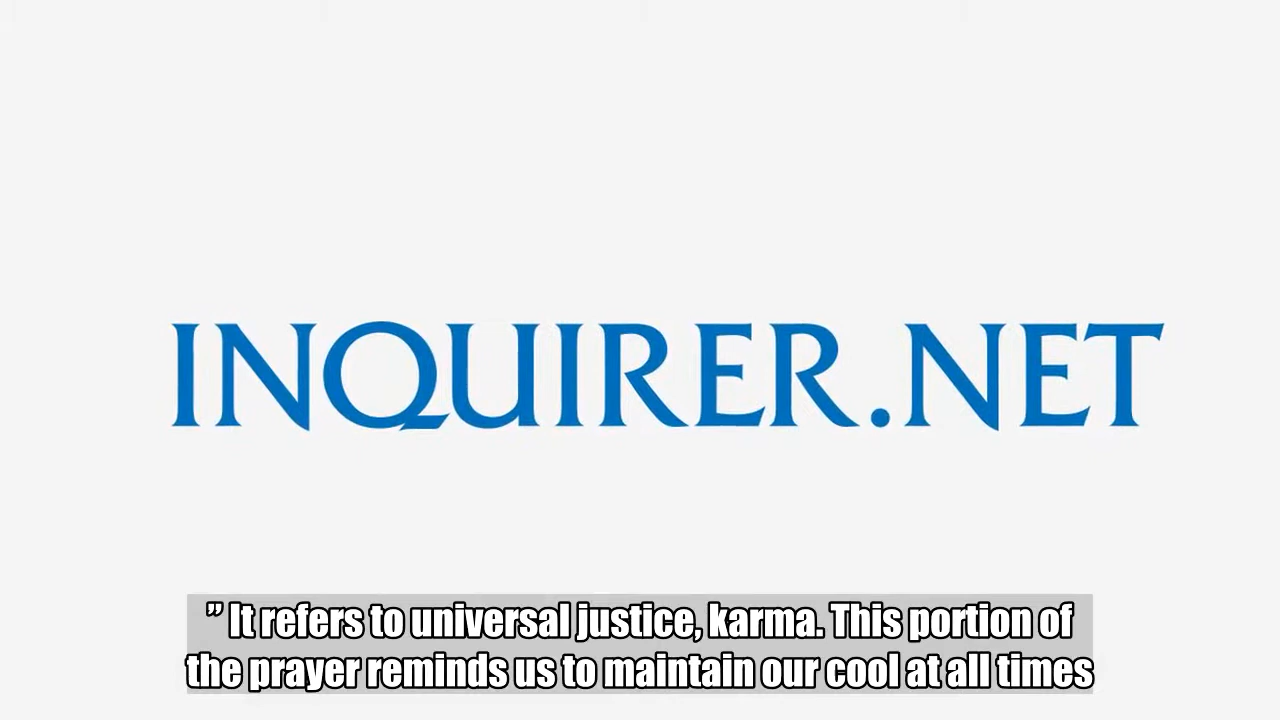 INQUIRER.NET
” It refers to universal justice, karma. This portion of
the prayer reminds us to maintain our cool at all times